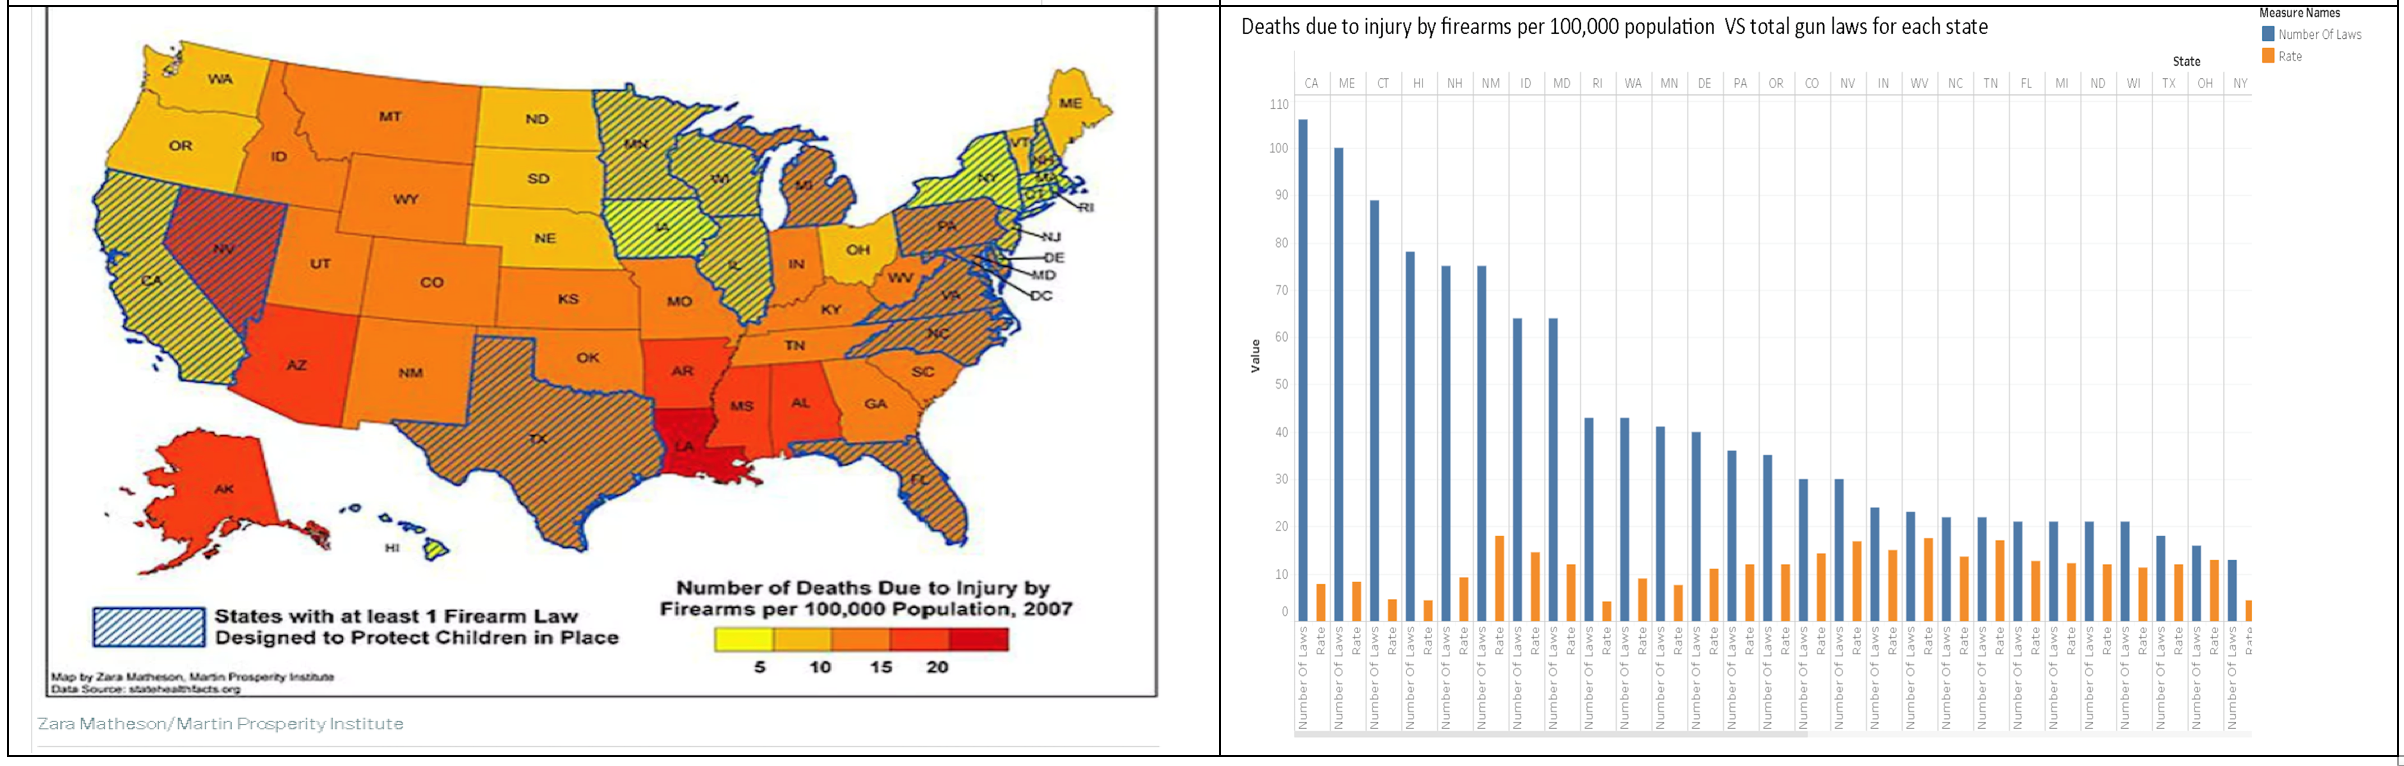 WA
MT
ND
OR
ID
SD
WY
NE
NV
UT
CO
CA
KS
AZ
NM
OK
TX
MN
WI
MI
IA
IL
IN
OH
MO
KY
WV
VA
PA
NY
VT
NH
ME
MA
CT
RI
NJ
DE
MD
DC
NC
TN
SC
AR
MS
AL
GA
LA
FL
AK
HI
Number of Deaths Due to Injury by
Firearms per 100,000 Population, 2007
5 10 15 20
States with at least 1 Firearm Law
Designed to Protect Children in Place
Map by Zara Matheson, Martin Prosperity Institute
Data Source: statehealthfacts.org
Zara Matheson/Martin Prosperity Institute
Deaths due to injury by firearms per 100,000 population VS total gun laws for each state
Measure Names
Number Of Laws
Rate
State
CA ME CT HI NH NM ID MD RI WA MN DE PA OR CO NV IN WV NC TN FL MI ND WI TX OH NY
110
100
90
80
70
60
50
40
30
20
10
0
Value
Number Of Laws Rate Number Of Laws Rate Number Of Laws Rate Number Of Laws Rate Number Of Laws Rate Number Of Laws Rate Number Of Laws Rate Number Of Laws Rate Number Of Laws Rate Number Of Laws Rate Number Of Laws Rate Number Of Laws Rate Number Of Laws Rate Number Of Laws Rate Number Of Laws Rate Number Of Laws Rate Number Of Laws Rate Number Of Laws Rate Number Of Laws Rate Number Of Laws Rate Number Of Laws Rate Number Of Laws Rate Number Of Laws Rate Number Of Laws Rate Number Of Laws Rate Number Of Laws Rate Number Of Laws Rate